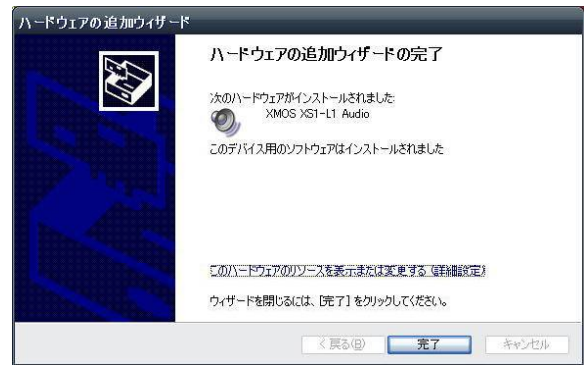 ハードウェアの追加ウィザード
ハードウェアの追加ウィザードの完了
次のハードウェアがインストールされました:
XMOS XS1-L1 Audio
このデバイス用のソフトウェアはインストールされました
このハードウェアのリソースを表示または変更する (詳細設定)
ウィザードを閉じるには、[完了] をクリックしてください。
< 戻る(B)
完了
キャンセル